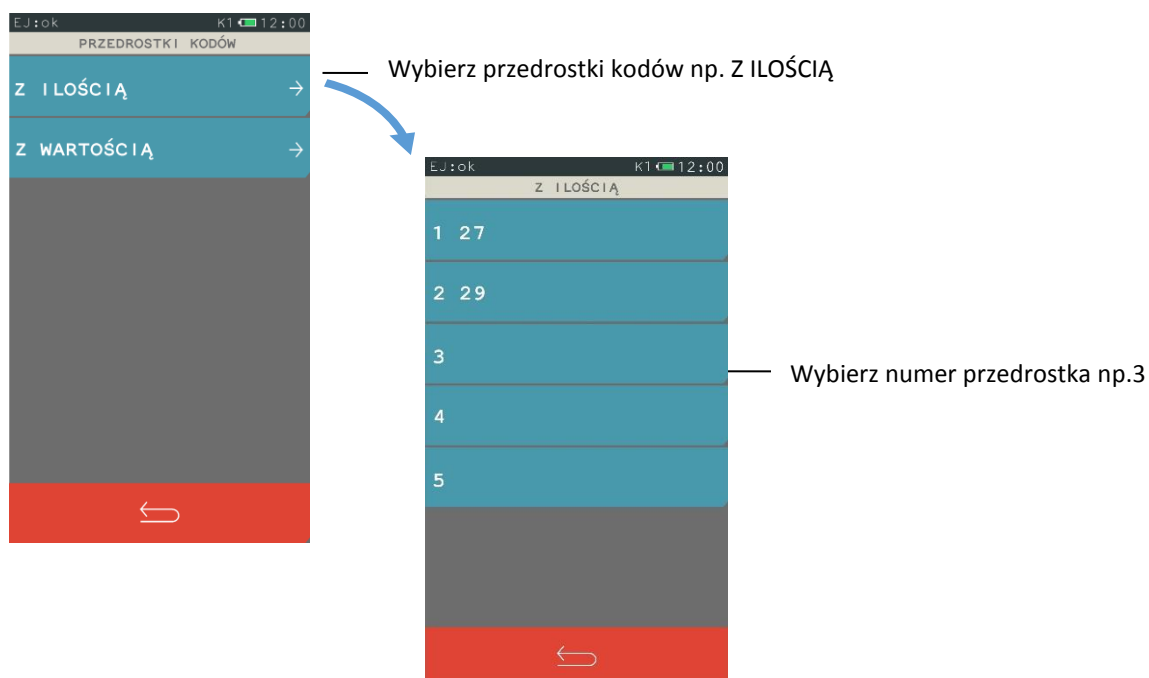 EJ:ok K1 12:00
PRZEDROSTKI KODÓW
Z ILOŚCIĄ
Z WARTOŚCIĄ
Wybierz przedrostki kodów np. Z ILOŚCIĄ
EJ:ok K1 12:00
Z ILOŚCIĄ
1 27
2 29
3
4
5
Wybierz numer przedrostka np.3